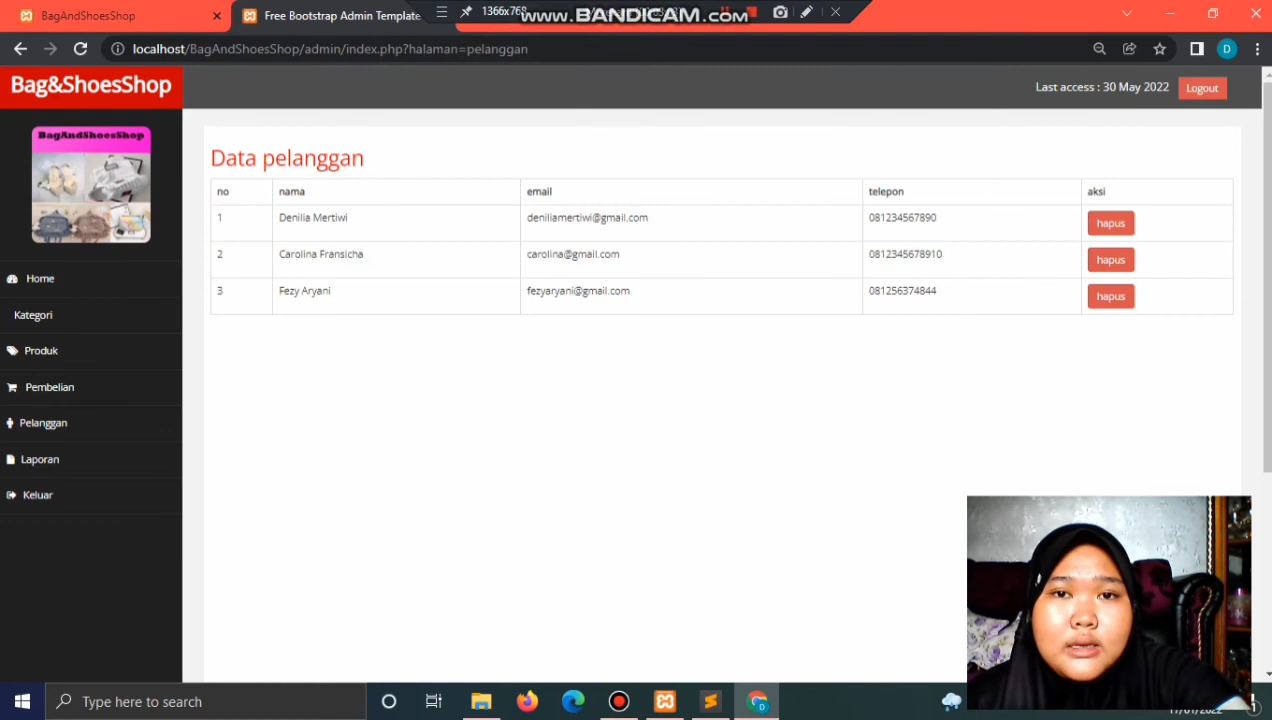 BagAndShoesShop
Free Bootstrap Admin Template
1366x768
www.BANDICAM.com
localhost/BagAndShoesShop/admin/index.php?halaman=pelanggan
D
Bag&ShoesShop
Last access : 30 May 2022
Logout
BagAndShoesShop
Home
Kategori
Produk
Pembelian
Pelanggan
Laporan
Keluar
Data pelanggan
no nama email telepon aksi
1 Denilia Mertiwi deniliamertiwi@gmail.com 081234567890 hapus
2 Carolina Fransicha carolina@gmail.com 0812345678910 hapus
3 Fezy Aryani fezyaryani@gmail.com 081256374844 hapus
Type here to search